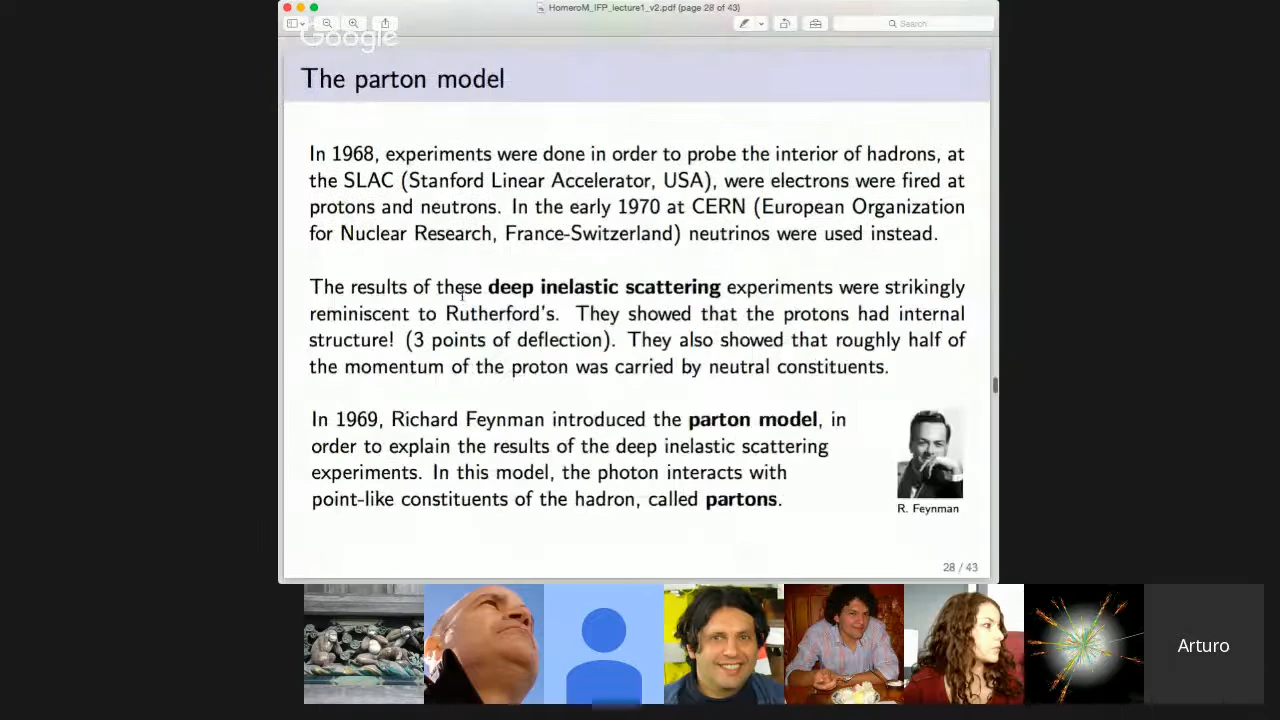 HomeroM_IFP_lecture1_v2.pdf (page 28 of 43)
Search
Google
The parton model
In 1968, experiments were done in order to probe the interior of hadrons, at
the SLAC (Stanford Linear Accelerator, USA), were electrons were fired at
protons and neutrons. In the early 1970 at CERN (European Organization
for Nuclear Research, France-Switzerland) neutrinos were used instead.
The results of these deep inelastic scattering experiments were strikingly
reminiscent to Rutherford's. They showed that the protons had internal
structure! (3 points of deflection). They also showed that roughly half of
the momentum of the proton was carried by neutral constituents.
In 1969, Richard Feynman introduced the parton model, in
order to explain the results of the deep inelastic scattering
experiments. In this model, the photon interacts with
point-like constituents of the hadron, called partons.
R. Feynman
28 / 43
Arturo